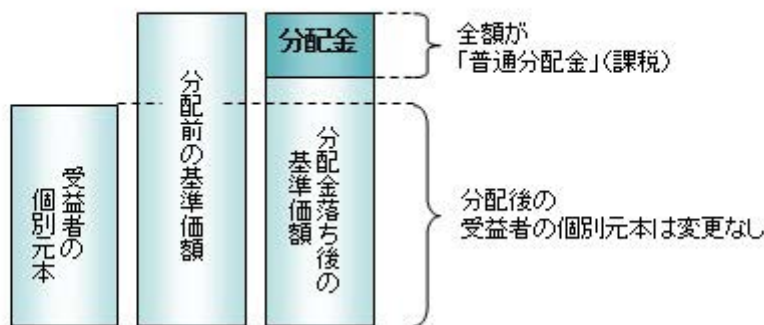 受益者の
個別元本
分配前の基準価額
分配金
分配金落ち後の
基準価額
全額が
「普通分配金」(課税)
分配後の
受益者の個別元本は変更なし